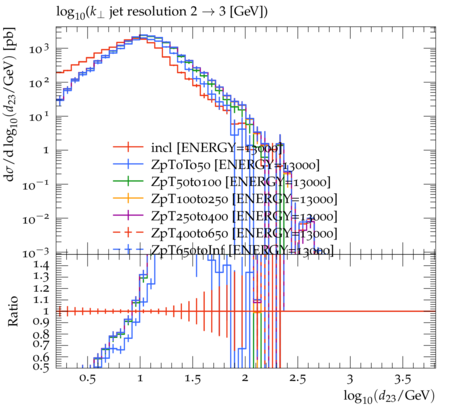 log₁₀(k⊥ jet resolution 2 → 3 [GeV])
dσ/d log₁₀(d₂₃/GeV) [pb]
10³
10²
10¹
1
10⁻¹
10⁻²
10⁻³
incl [ENERGY=13000]
ZpT0To50 [ENERGY=13000]
ZpT50to100 [ENERGY=13000]
ZpT100to250 [ENERGY=13000]
ZpT250to400 [ENERGY=13000]
ZpT400to650 [ENERGY=13000]
ZpT650toInf [ENERGY=13000]
Ratio
1.4
1.3
1.2
1.1
1
0.9
0.8
0.7
0.6
0.5
0.5 1 1.5 2 2.5 3 3.5
log₁₀(d₂₃/GeV)